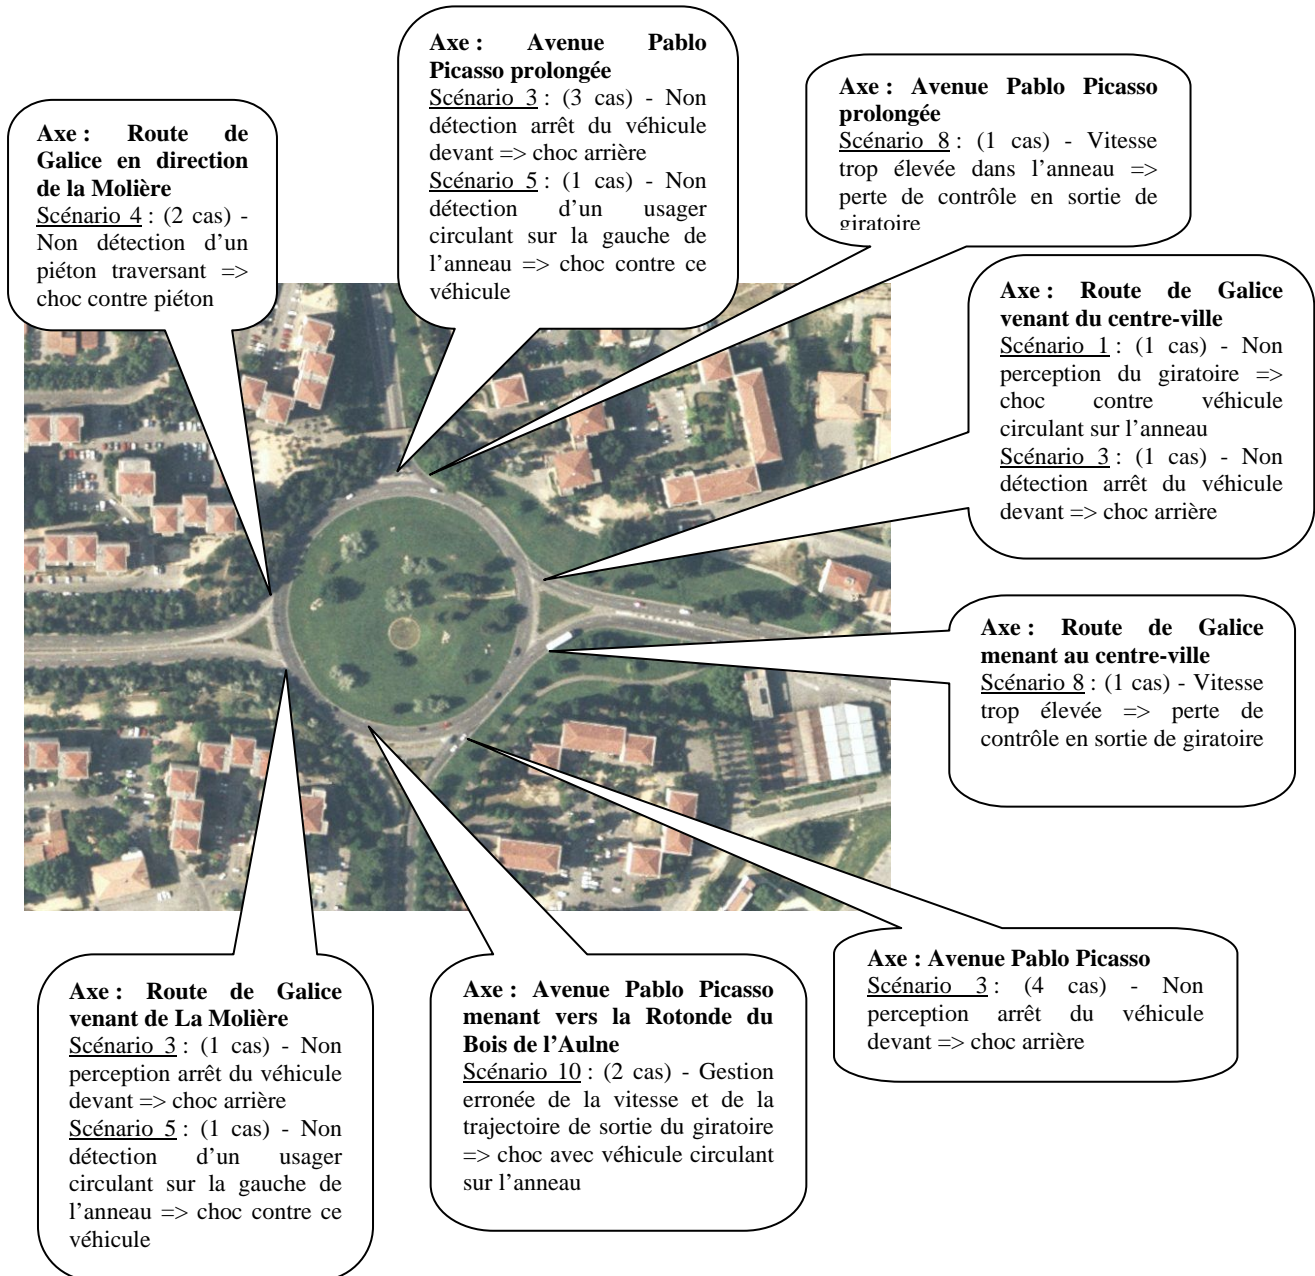 Axe : Avenue Pablo
Picasso prolongée
Scénario 3 : (3 cas) - Non
détection arrêt du véhicule
devant => choc arrière
Scénario 5 : (1 cas) - Non
détection d’un usager
circulant sur la gauche de
l’anneau => choc contre ce
véhicule
Axe : Avenue Pablo Picasso
prolongée
Scénario 8 : (1 cas) - Vitesse
trop élevée dans l’anneau =>
perte de contrôle en sortie de
giratoire
Axe : Route de
Galice en direction
de la Molière
Scénario 4 : (2 cas) -
Non détection d’un
piéton traversant =>
choc contre piéton
Axe : Route de Galice
venant du centre-ville
Scénario 1 : (1 cas) - Non
perception du giratoire =>
choc contre véhicule
circulant sur l’anneau
Scénario 3 : (1 cas) - Non
détection arrêt du véhicule
devant => choc arrière
Axe : Route de Galice
menant au centre-ville
Scénario 8 : (1 cas) - Vitesse
trop élevée => perte de
contrôle en sortie de giratoire
Axe : Avenue Pablo Picasso
Scénario 3 : (4 cas) - Non
perception arrêt du véhicule
devant => choc arrière
Axe : Route de Galice
venant de La Molière
Scénario 3 : (1 cas) - Non
perception arrêt du véhicule
devant => choc arrière
Scénario 5 : (1 cas) - Non
détection d’un usager
circulant sur la gauche de
l’anneau => choc contre ce
véhicule
Axe : Avenue Pablo Picasso
menant vers la Rotonde du
Bois de l’Aulne
Scénario 10 : (2 cas) - Gestion
erronée de la vitesse et de la
trajectoire de sortie du giratoire
=> choc avec véhicule circulant
sur l’anneau